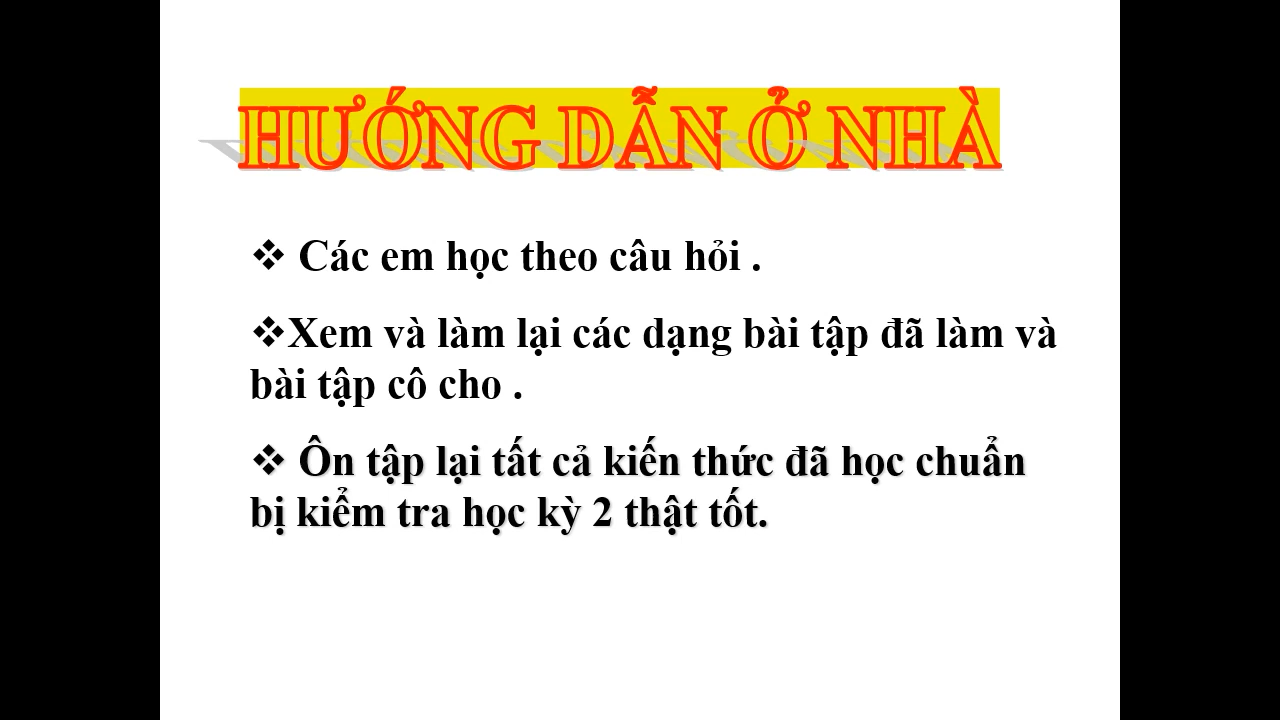 HƯỚNG DẪN Ở NHÀ
❖ Các em học theo câu hỏi .
❖Xem và làm lại các dạng bài tập đã làm và
bài tập cô cho .
❖ Ôn tập lại tất cả kiến thức đã học chuẩn
bị kiểm tra học kỳ 2 thật tốt.